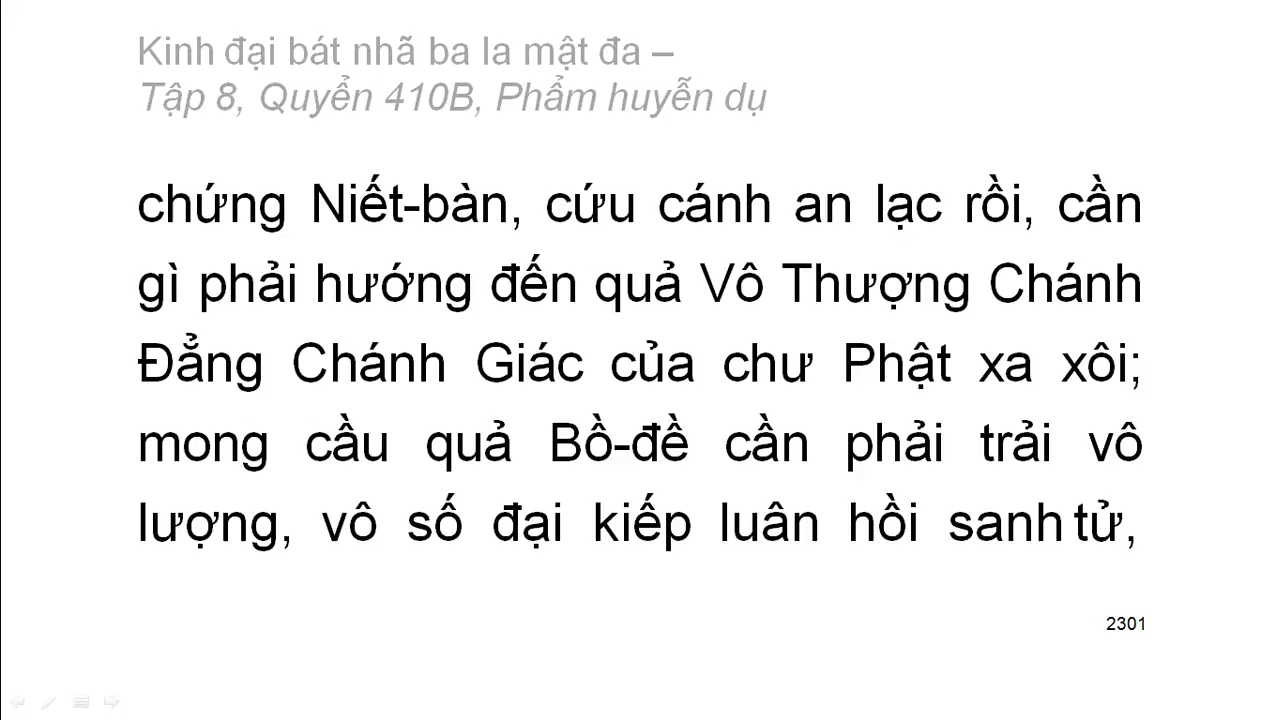 Kinh đại bát nhã ba la mật đa –
Tập 8, Quyển 410B, Phẩm huyễn dụ
chứng Niết-bàn, cứu cánh an lạc rồi, cần
gì phải hướng đến quả Vô Thượng Chánh
Đẳng Chánh Giác của chư Phật xa xôi;
mong cầu quả Bồ-đề cần phải trải vô
lượng, vô số đại kiếp luân hồi sanh tử,
2301